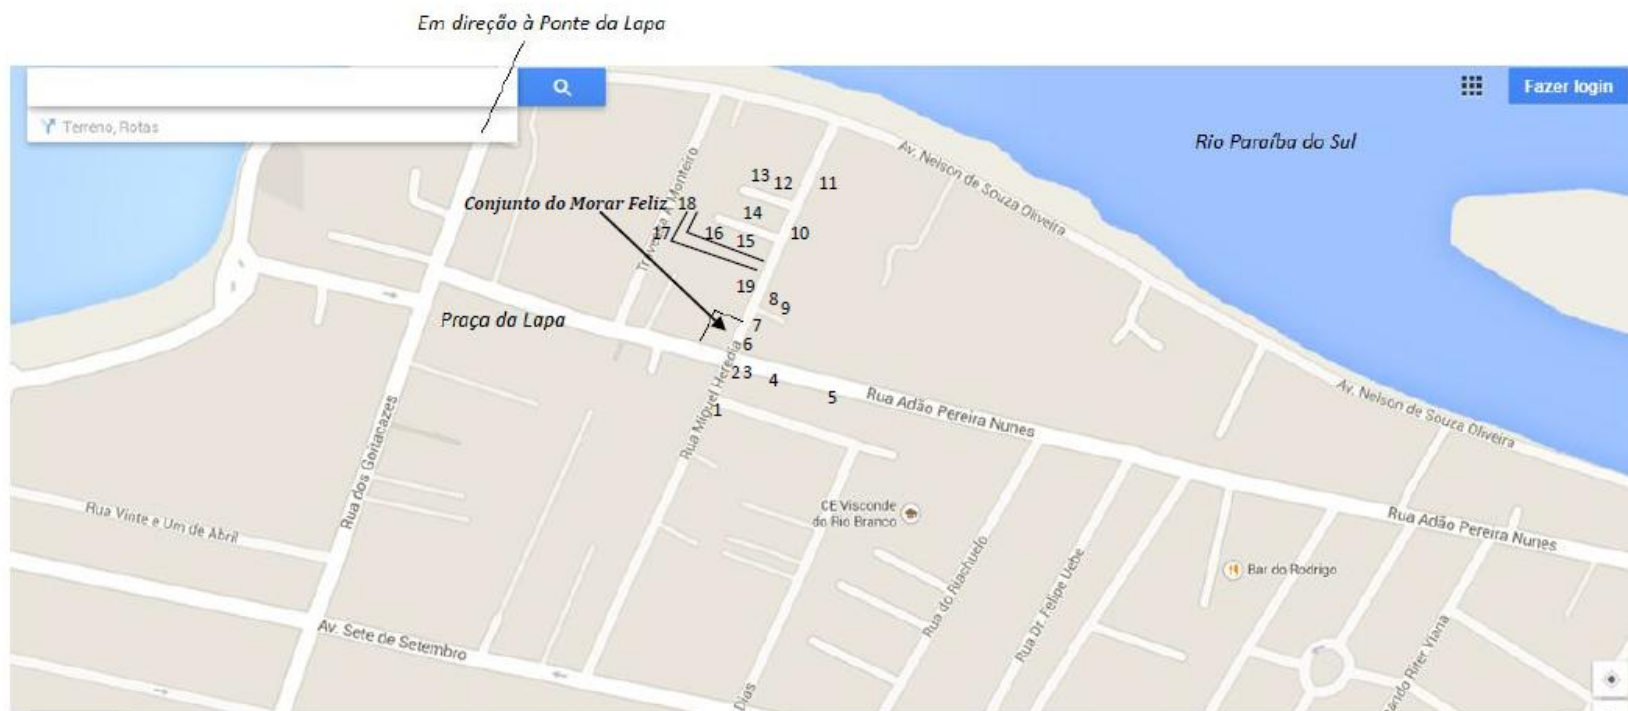 Em direção à Ponte da Lapa
Fazer login
Terreno, Rotas
Rio Paraíba do Sul
Av. Nelson de Souza Oliveira
Travessa A. Monteiro
13
12
11
Conjunto do Morar Feliz
18
14
17
16
15
10
19
8
9
Praça da Lapa
7
6
2 3
4
5
1
Rua Adão Pereira Nunes
Av. Nelson de Souza Oliveira
Rua Miguel Heredia
Rua dos Goitacazes
CE Visconde
do Rio Branco
Rua Vinte e Um de Abril
Rua Adão Pereira Nunes
Bar do Rodrigo
Rua do Riachuelo
Rua Dr. Felipe Uebe
Av. Sete de Setembro
Riter Viana
Dias